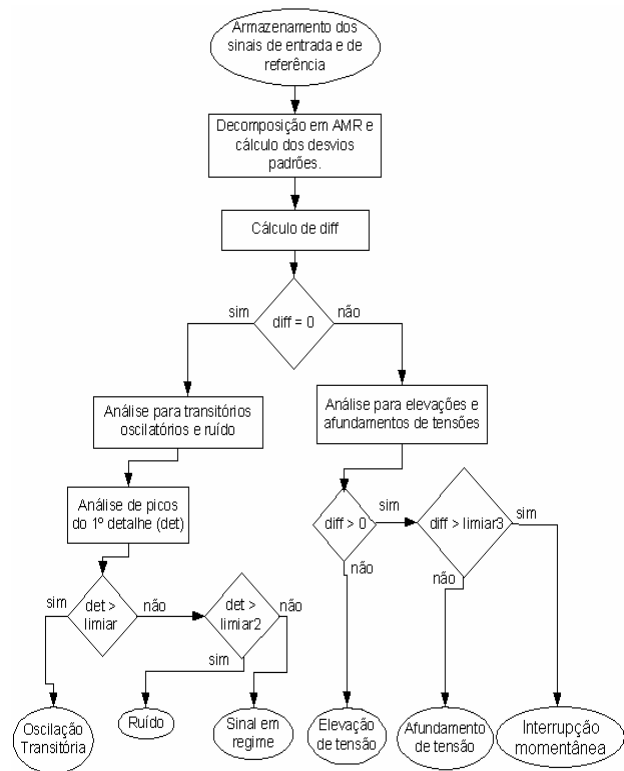 Armazenamento dos
sinais de entrada e de
referência
Decomposição em AMR e
cálculo dos desvios
padrões.
Cálculo de diff
sim
não
diff = 0
Análise para transitórios
oscilatórios e ruído
Análise para elevações e
afundamentos de tensões
Análise de picos
do 1º detalhe (det)
diff > 0
sim
diff > limiar3
sim
não
não
sim
det >
limiar
não
det >
limiar2
não
sim
Oscilação
Transitória
Ruído
Sinal em
regime
Elevação
de tensão
Afundamento
de tensão
Interrupção
momentânea